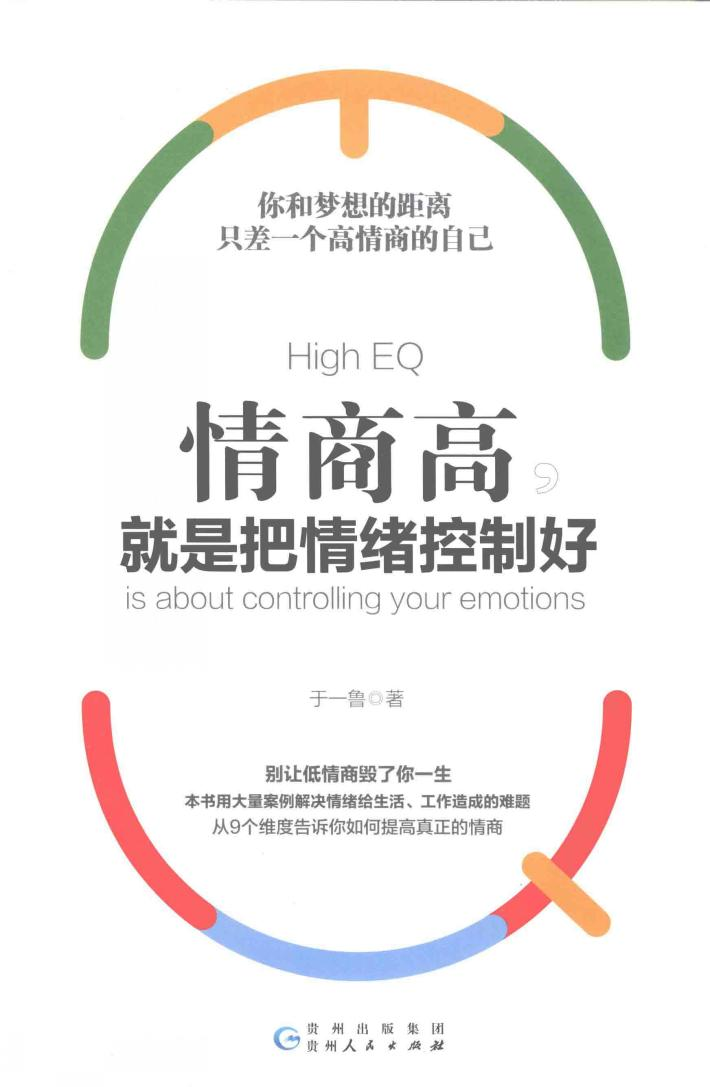 你和梦想的距离
只差一个高情商的自己
High EQ
情商高，
就是把情绪控制好
is about controlling your emotions
于一鲁◎著
别让低情商毁了你一生
本书用大量案例解决情绪给生活、工作造成的难题
从9个维度告诉你如何提高真正的情商
贵州出版集团
贵州人民出版社